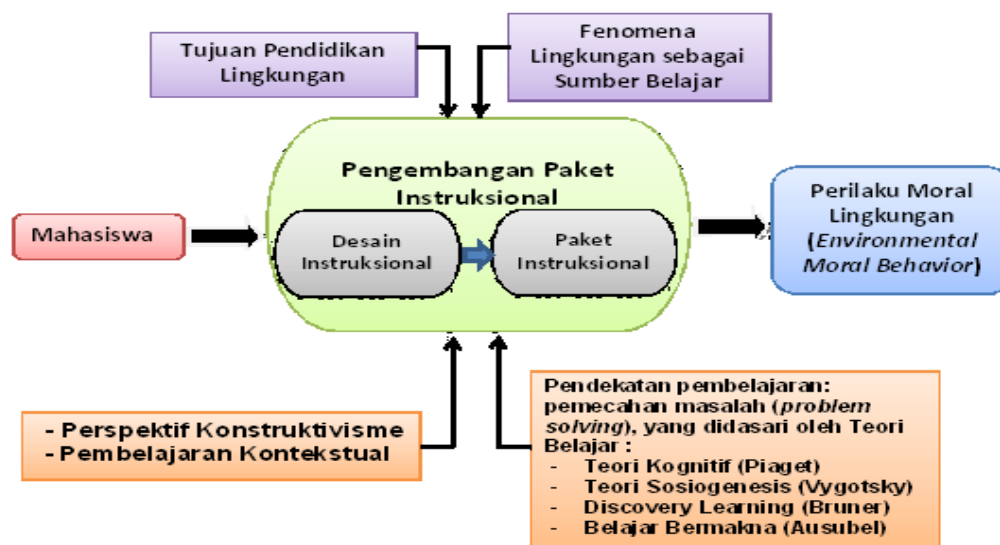 Tujuan Pendidikan
Lingkungan
Fenomena
Lingkungan sebagai
Sumber Belajar
Pengembangan Paket
Instruksional
Mahasiswa
Desain
Instruksional
Paket
Instruksional
Perilaku Moral
Lingkungan
(Environmental
Moral Behavior)
- Perspektif Konstruktivisme
- Pembelajaran Kontekstual
Pendekatan pembelajaran:
pemecahan masalah (problem
solving), yang didasari oleh Teori
Belajar :
- Teori Kognitif (Piaget)
- Teori Sosiogenesis (Vygotsky)
- Discovery Learning (Bruner)
- Belajar Bermakna (Ausubel)